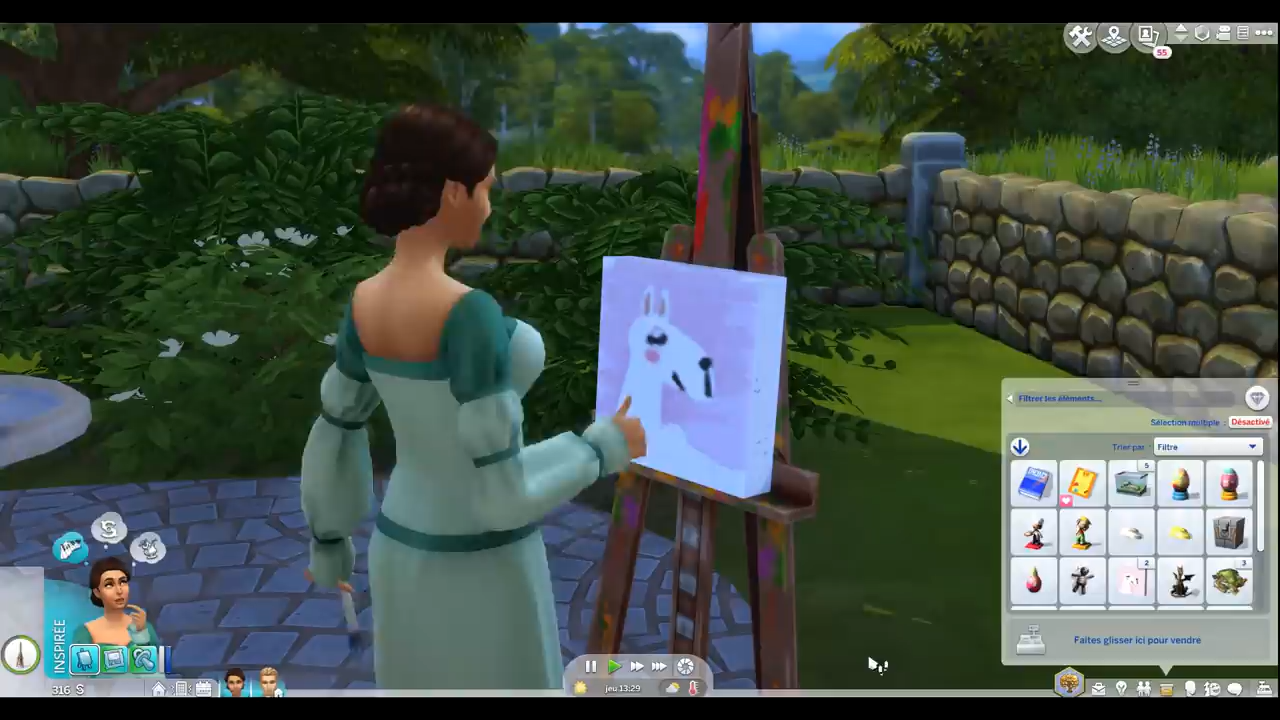 55
Filtrer les éléments...
Sélection multiple : Désactivé
Trier par : Filtre
5
2
3
Faites glisser ici pour vendre
INSPIRÉE
316 S
jeu 13:29